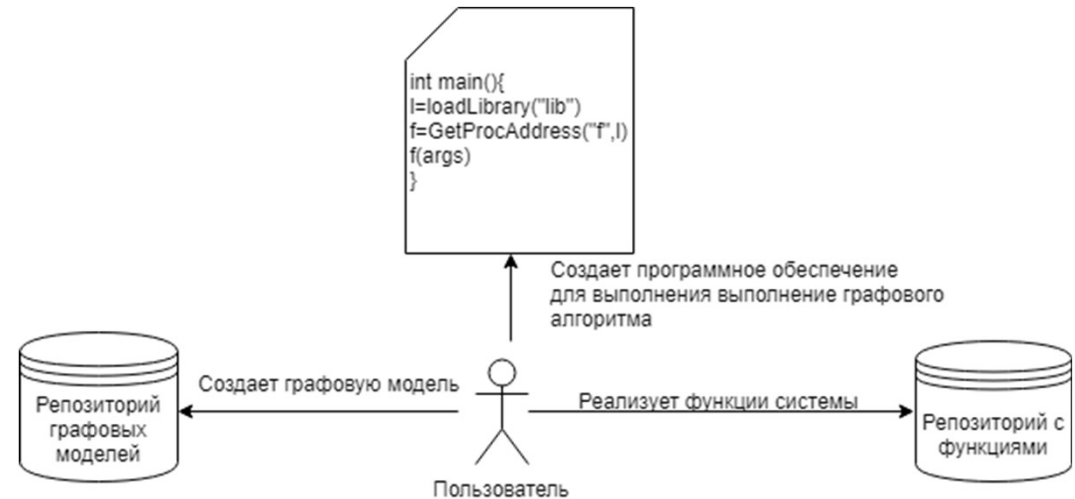 int main(){
l=loadLibrary("lib")
f=GetProcAddress("f",l)
f(args)
}
Создает программное обеспечение
для выполнения выполнение графового
алгоритма
Создает графовую модель
Реализует функции системы
Репозиторий
графовых
моделей
Репозиторий с
функциями
Пользователь